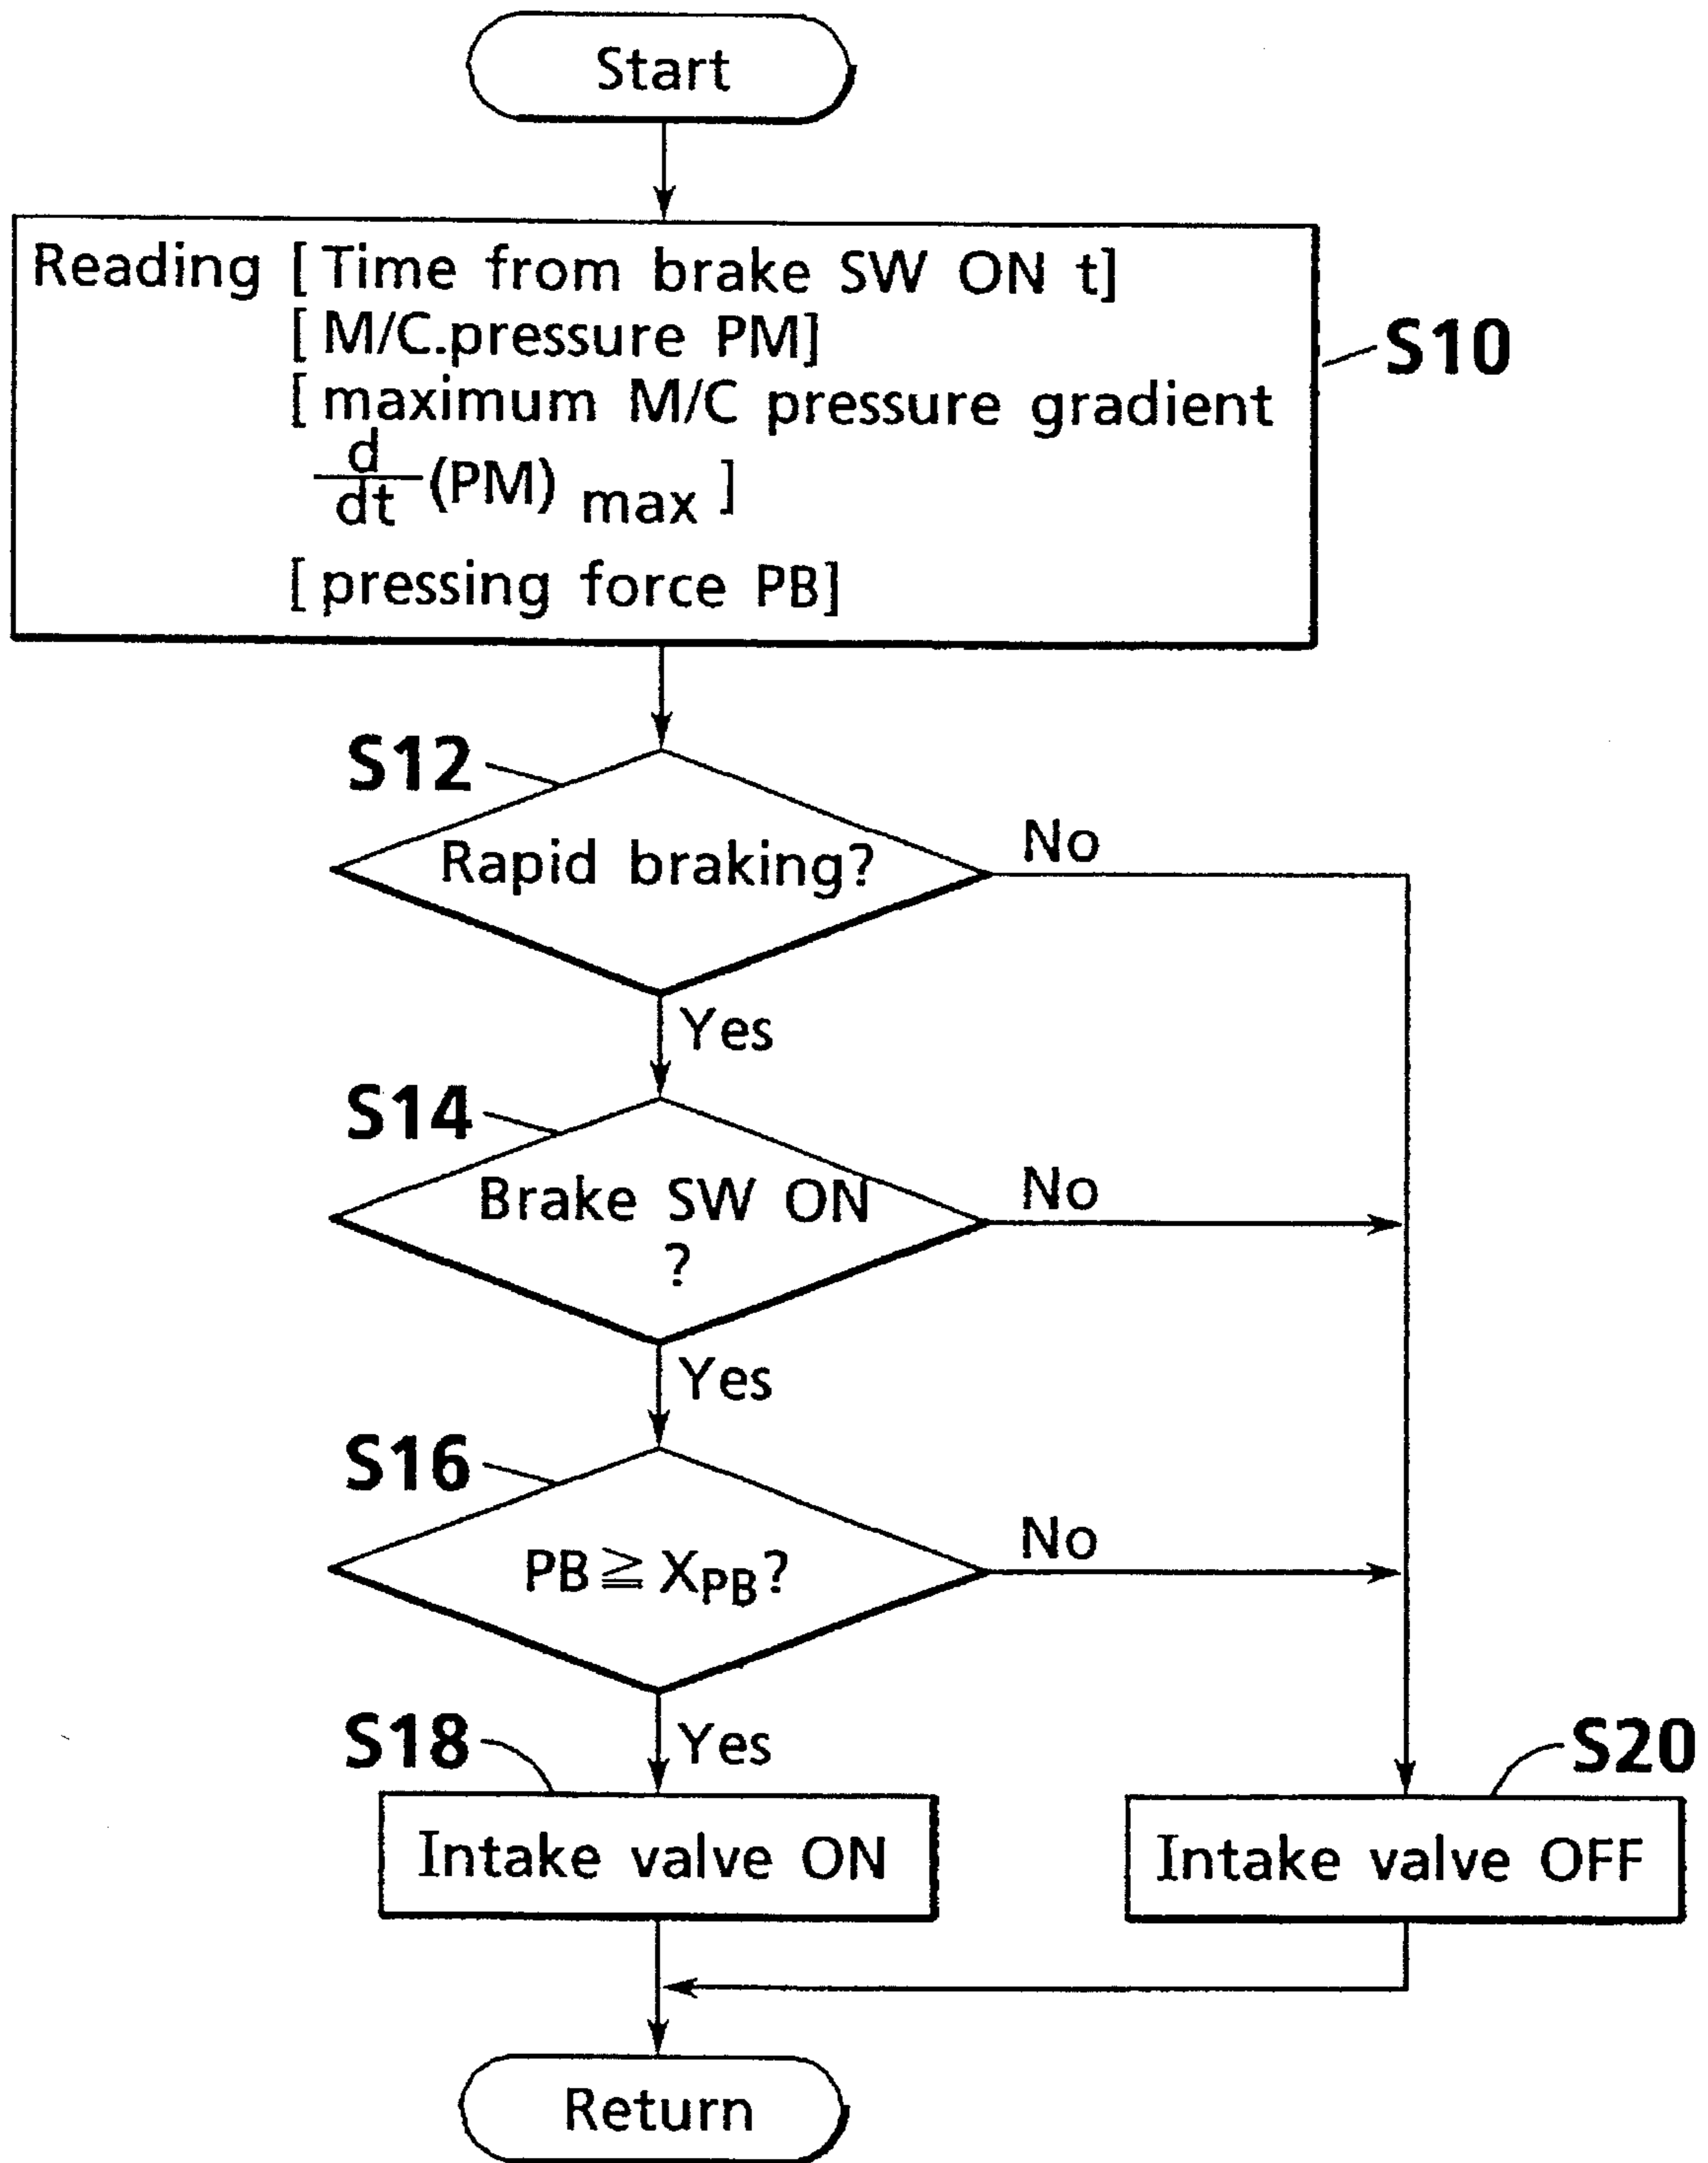 Start
Reading [Time from brake SW ON t]
[M/C.pressure PM]
[maximum M/C pressure gradient
d/dt (PM) max ]
[pressing force PB]
S10
S12
Rapid braking?
No
Yes
S14
Brake SW ON
?
No
Yes
S16
PB ≧ XPB?
No
Yes
S18
Intake valve ON
S20
Intake valve OFF
Return